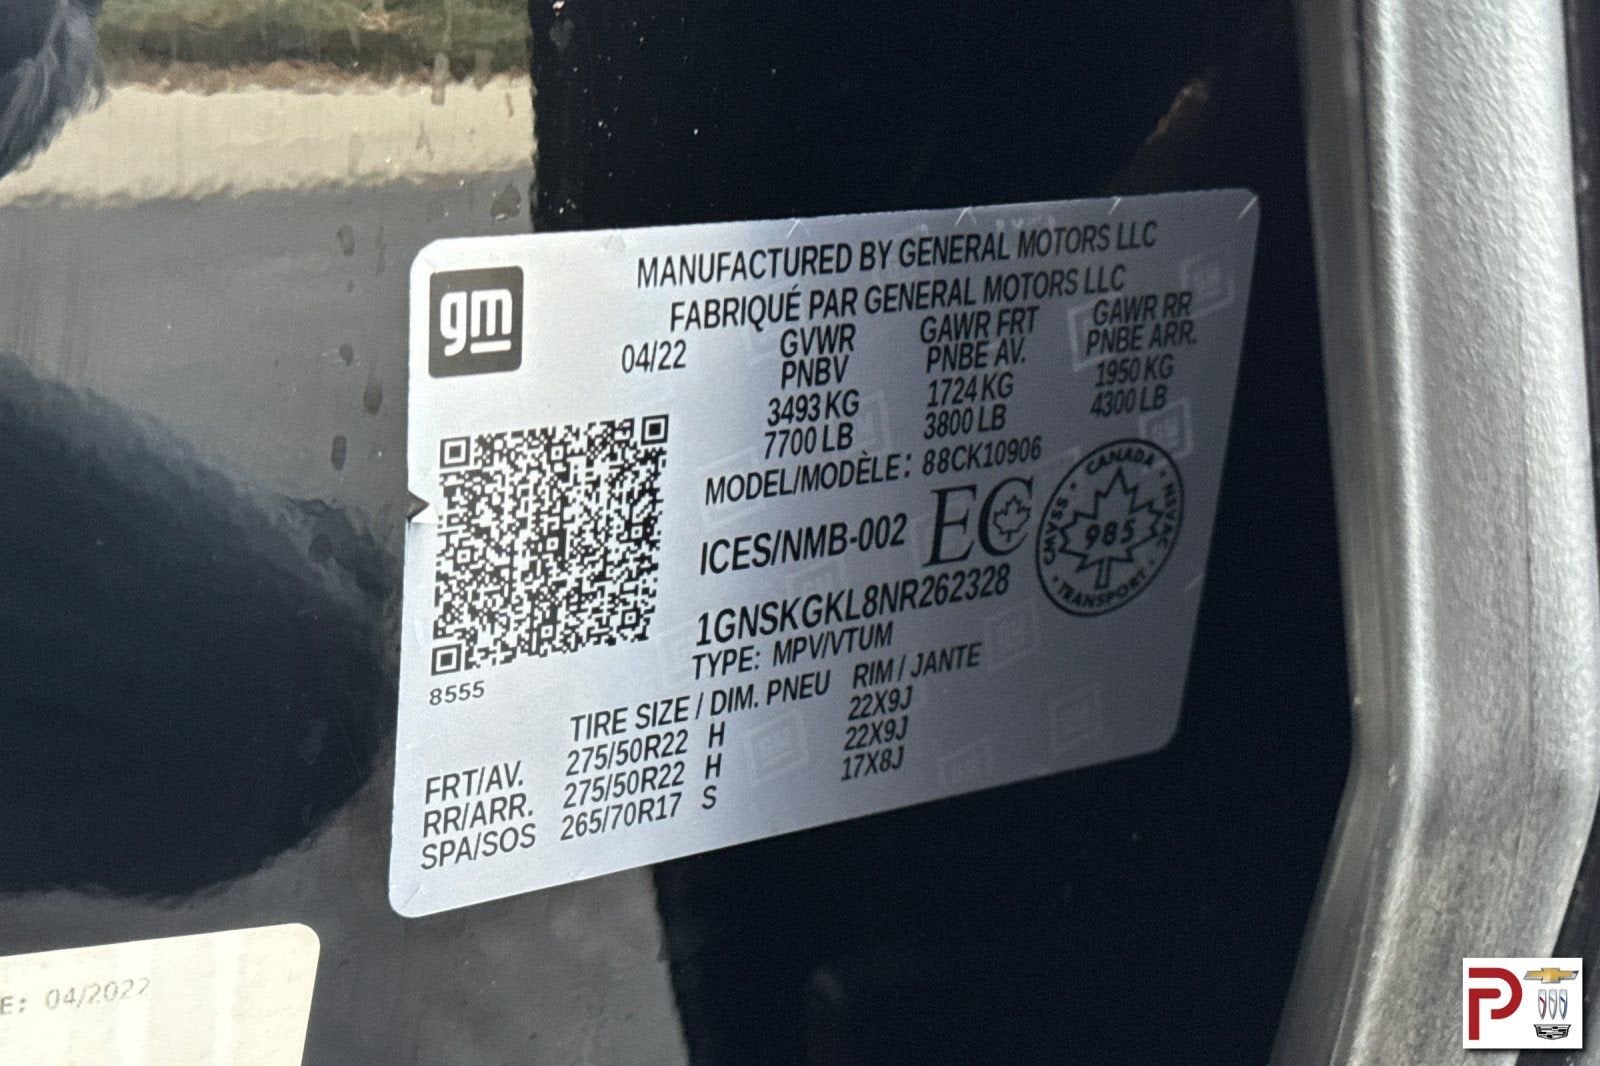 MANUFACTURED BY GENERAL MOTORS LLC
FABRIQUÉ PAR GENERAL MOTORS LLC
gm
04/22
GVWR GAWR FRT GAWR RR
PNBV PNBE AV. PNBE ARR.
3493 KG 1724 KG 1950 KG
7700 LB 3800 LB 4300 LB
MODEL/MODÈLE: 88CK10906
ICES/NMB-002 EC
CANADA • NVAC • TRANSPORT • CMVSS •
985
1GNSKGKL8NR262328
TYPE: MPV/VTUM
8555
TIRE SIZE / DIM. PNEU RIM / JANTE
FRT/AV. 275/50R22 H 22X9J
RR/ARR. 275/50R22 H 22X9J
SPA/SOS 265/70R17 S 17X8J
E: 04/2022
P